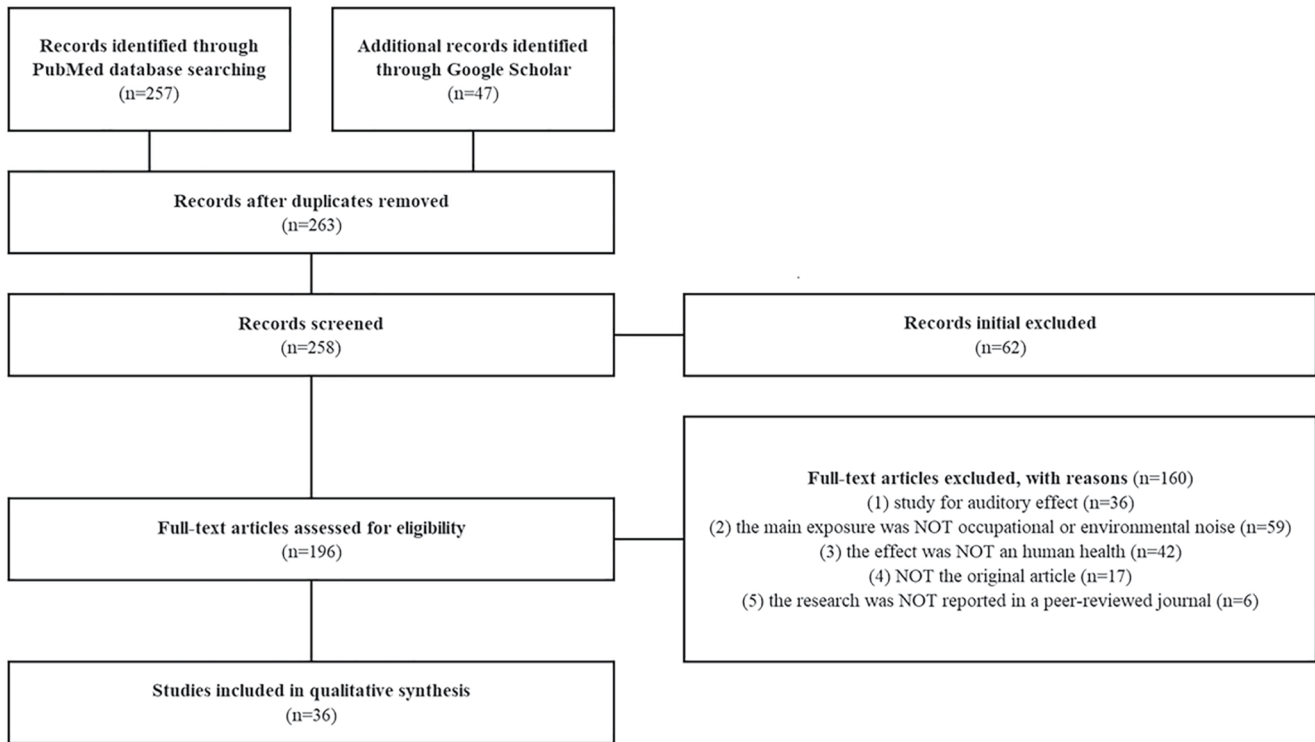 Records identified through
PubMed database searching
(n=257)
Additional records identified
through Google Scholar
(n=47)
Records after duplicates removed
(n=263)
Records screened
(n=258)
Records initial excluded
(n=62)
Full-text articles assessed for eligibility
(n=196)
Full-text articles excluded, with reasons (n=160)
(1) study for auditory effect (n=36)
(2) the main exposure was NOT occupational or environmental noise (n=59)
(3) the effect was NOT an human health (n=42)
(4) NOT the original article (n=17)
(5) the research was NOT reported in a peer-reviewed journal (n=6)
Studies included in qualitative synthesis
(n=36)